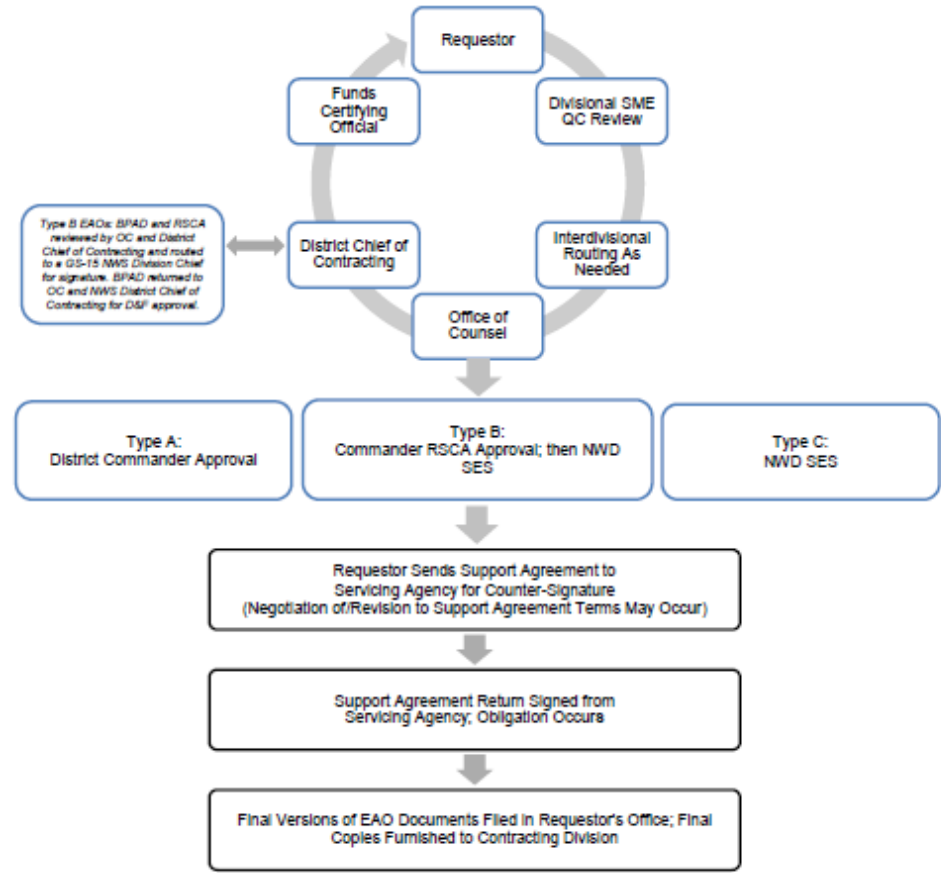 Requestor
Funds
Certifying
Official
Divisional SME
QC Review
Type B EAOs: BPAD and RSCA
reviewed by OC and District
Chief of Contracting and routed
to a GS-15 NWS Division Chief
for signature. BPAD returned to
OC and NWS District Chief of
Contracting for D&F approval.
District Chief of
Contracting
Interdivisional
Routing As
Needed
Office of
Counsel
Type A:
District Commander Approval
Type B:
Commander RSCA Approval; then NWD
SES
Type C:
NWD SES
Requestor Sends Support Agreement to
Servicing Agency for Counter-Signature
(Negotiation of/Revision to Support Agreement Terms May Occur)
Support Agreement Return Signed from
Servicing Agency; Obligation Occurs
Final Versions of EAO Documents Filed in Requestor's Office; Final
Copies Furnished to Contracting Division